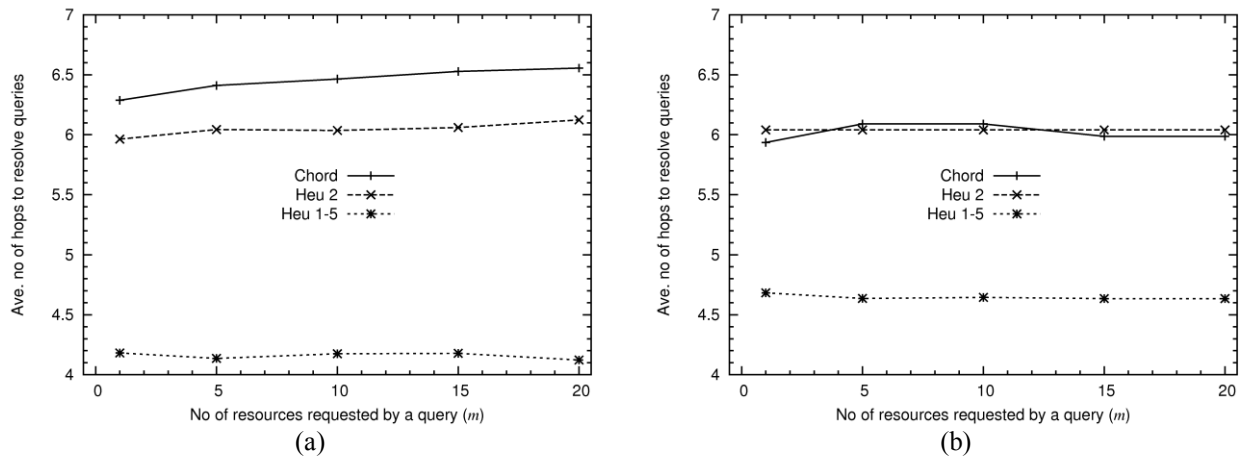 7
6.5
6
5.5
5
4.5
4
Ave. no of hops to resolve queries
Chord
Heu 2
Heu 1-5
0 5 10 15 20
No of resources requested by a query (m)
(a)
7
6.5
6
5.5
5
4.5
4
Ave. no of hops to resolve queries
Chord
Heu 2
Heu 1-5
0 5 10 15 20
No of resources requested by a query (m)
(b)